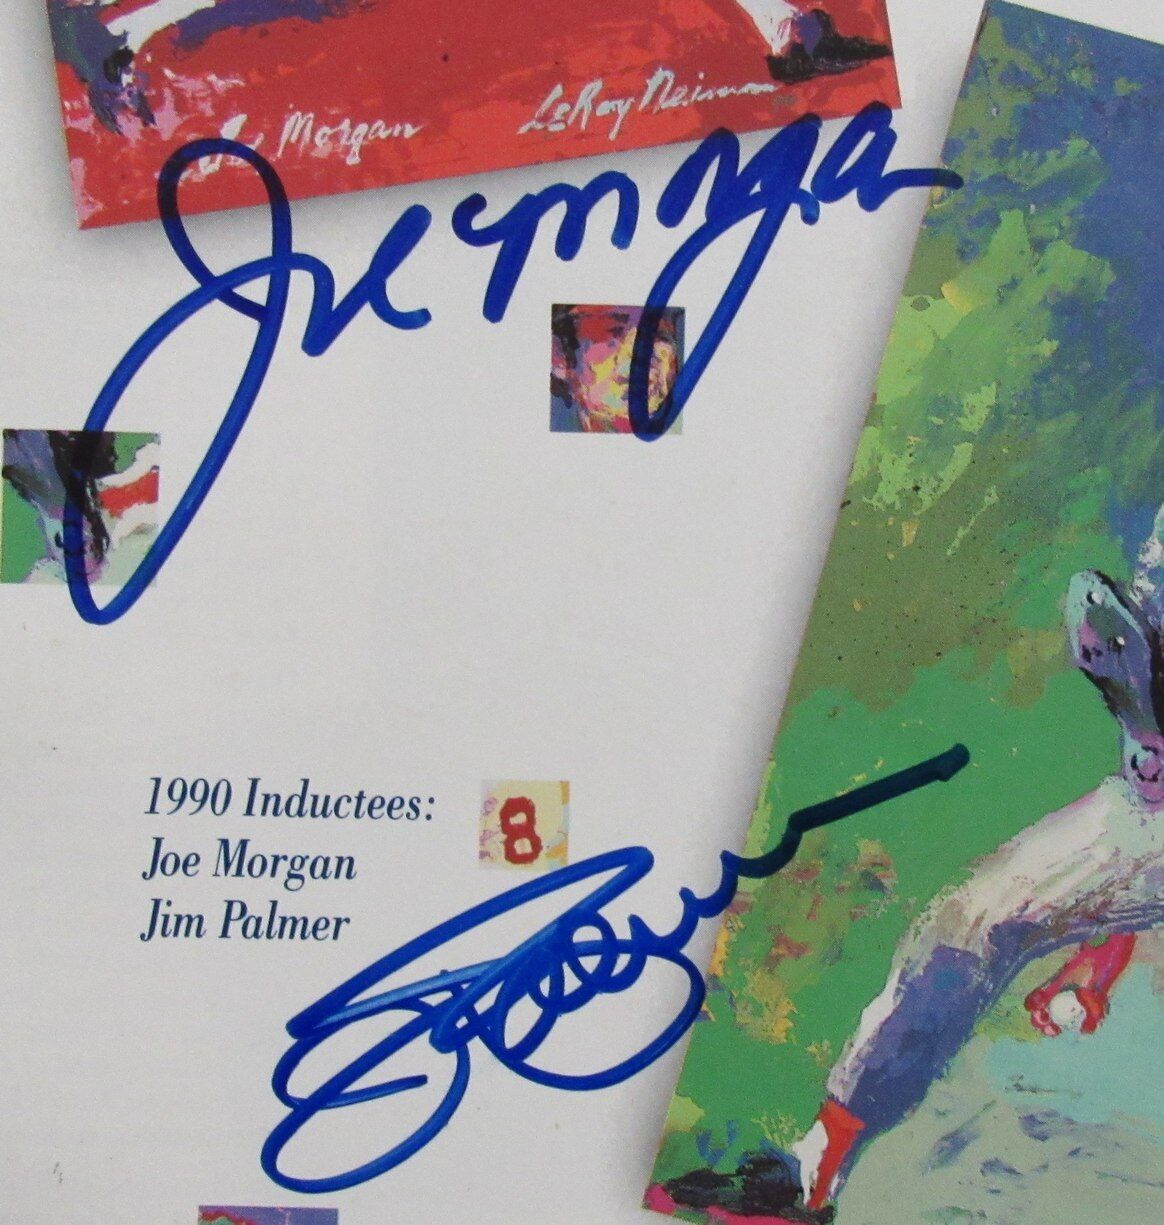 Joe Morgan LeRoy Neiman
Joe Morgan
1990 Inductees:
Joe Morgan
Jim Palmer
8